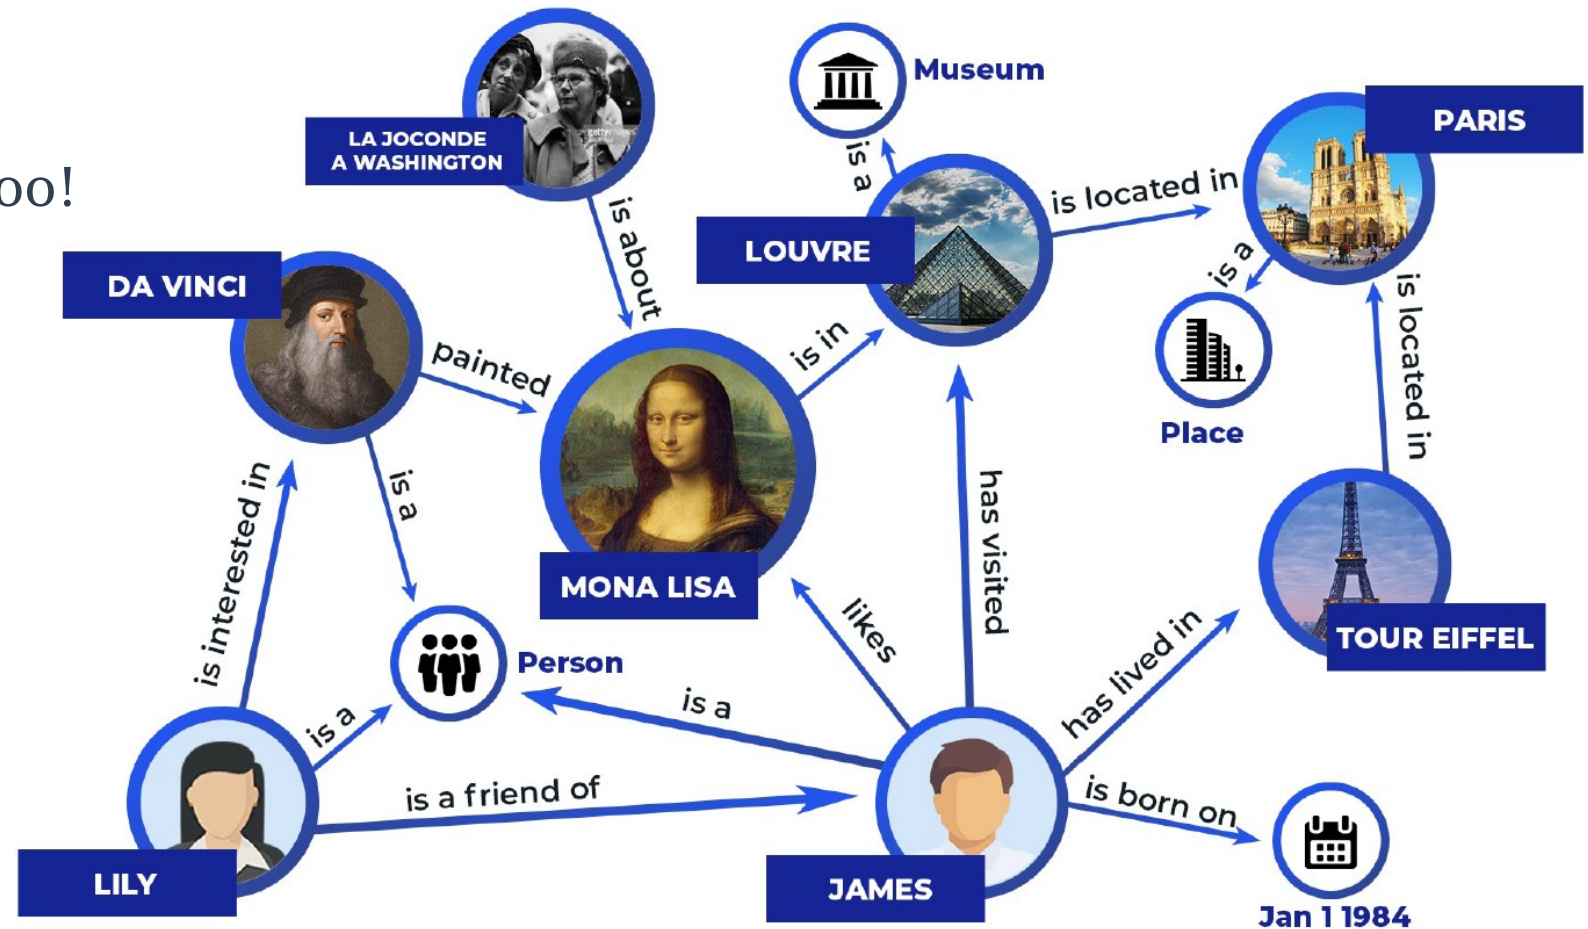 oo!
LA JOCONDE
A WASHINGTON
gettyimages
Museum
PARIS
is a
is located in
LOUVRE
is about
DA VINCI
is a
is located in
painted
is in
Place
is a
is interested in
MONA LISA
likes
has visited
has lived in
TOUR EIFFEL
Person
is a
is a
is a friend of
is born on
LILY
JAMES
Jan 1 1984